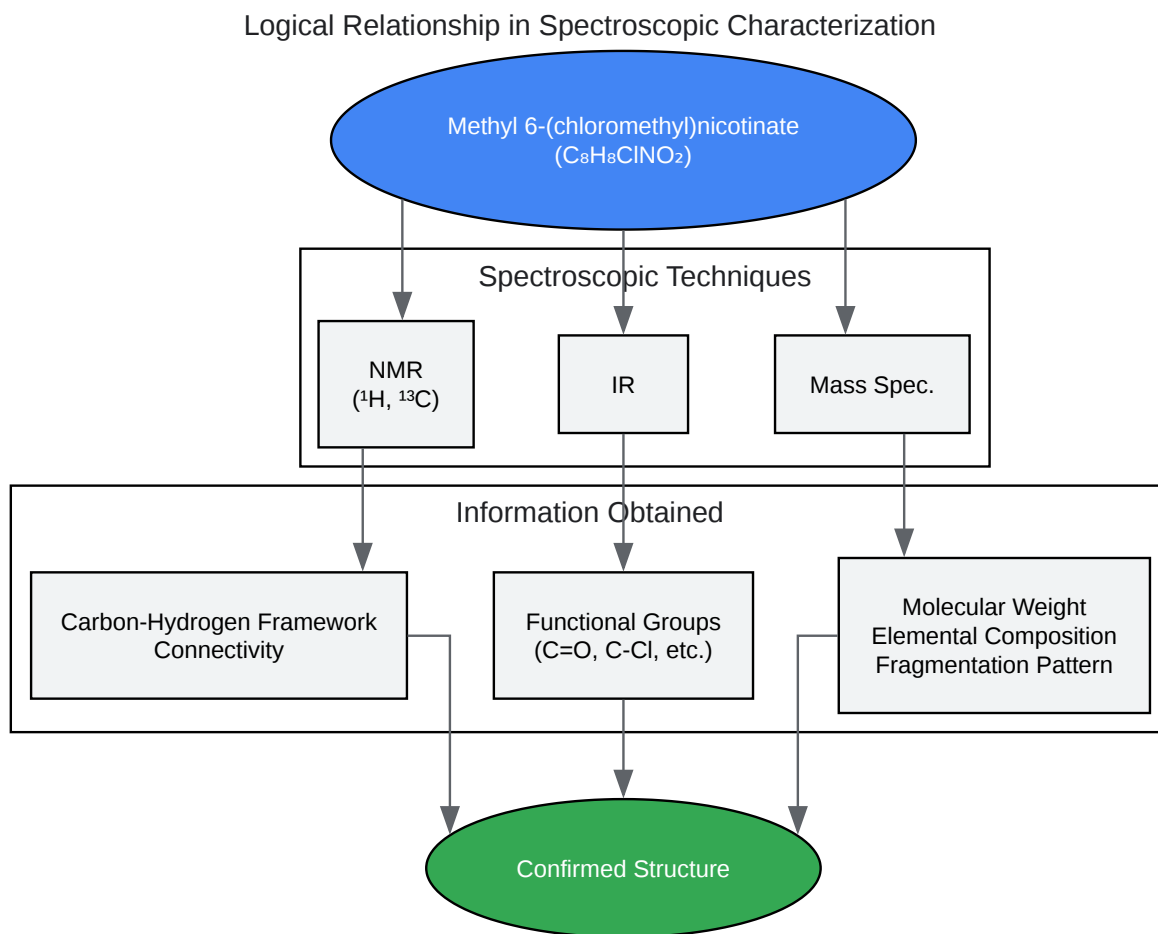 Logical Relationship in Spectroscopic Characterization
Methyl 6-(chloromethyl)nicotinate
(C₈H₈ClNO₂)
Spectroscopic Techniques
NMR
(¹H, ¹³C)
IR
Mass Spec.
Information Obtained
Carbon-Hydrogen Framework
Connectivity
Functional Groups
(C=O, C-Cl, etc.)
Molecular Weight
Elemental Composition
Fragmentation Pattern
Confirmed Structure